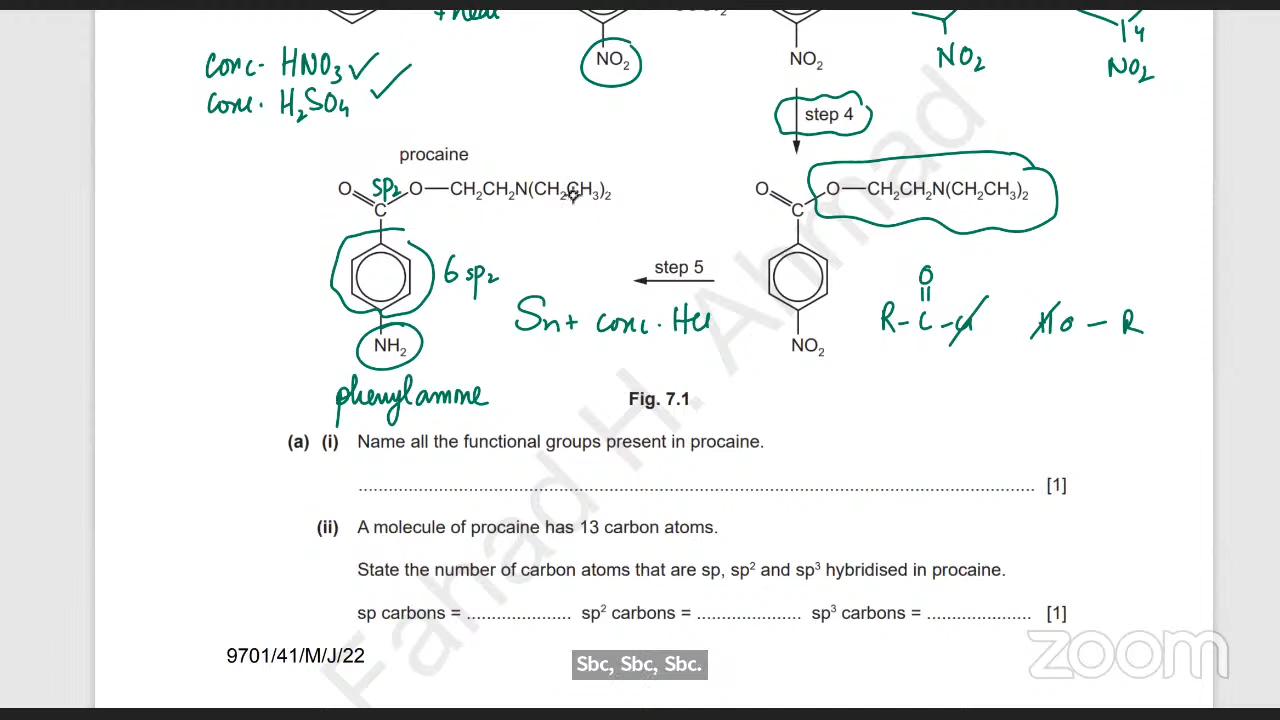 + heat
conc. HNO3 ✓
conc. H2SO4 ✓
NO2
NO2
NO2
14
NO2
step 4
procaine
O sp2 O—CH2CH2N(CH2CH3)2
C
O O—CH2CH2N(CH2CH3)2
C
6 sp2
step 5
Sn + conc. HCl
O
R–C–Cl HO–R
NH2
NO2
phenylamine
Fig. 7.1
(a) (i) Name all the functional groups present in procaine.
.................................................................................................................................... [1]
(ii) A molecule of procaine has 13 carbon atoms.
State the number of carbon atoms that are sp, sp² and sp³ hybridised in procaine.
sp carbons = ..................... sp² carbons = ..................... sp³ carbons = ..................... [1]
9701/41/M/J/22
Sbc, Sbc, Sbc.
zoom
Fahad H. Ahmad